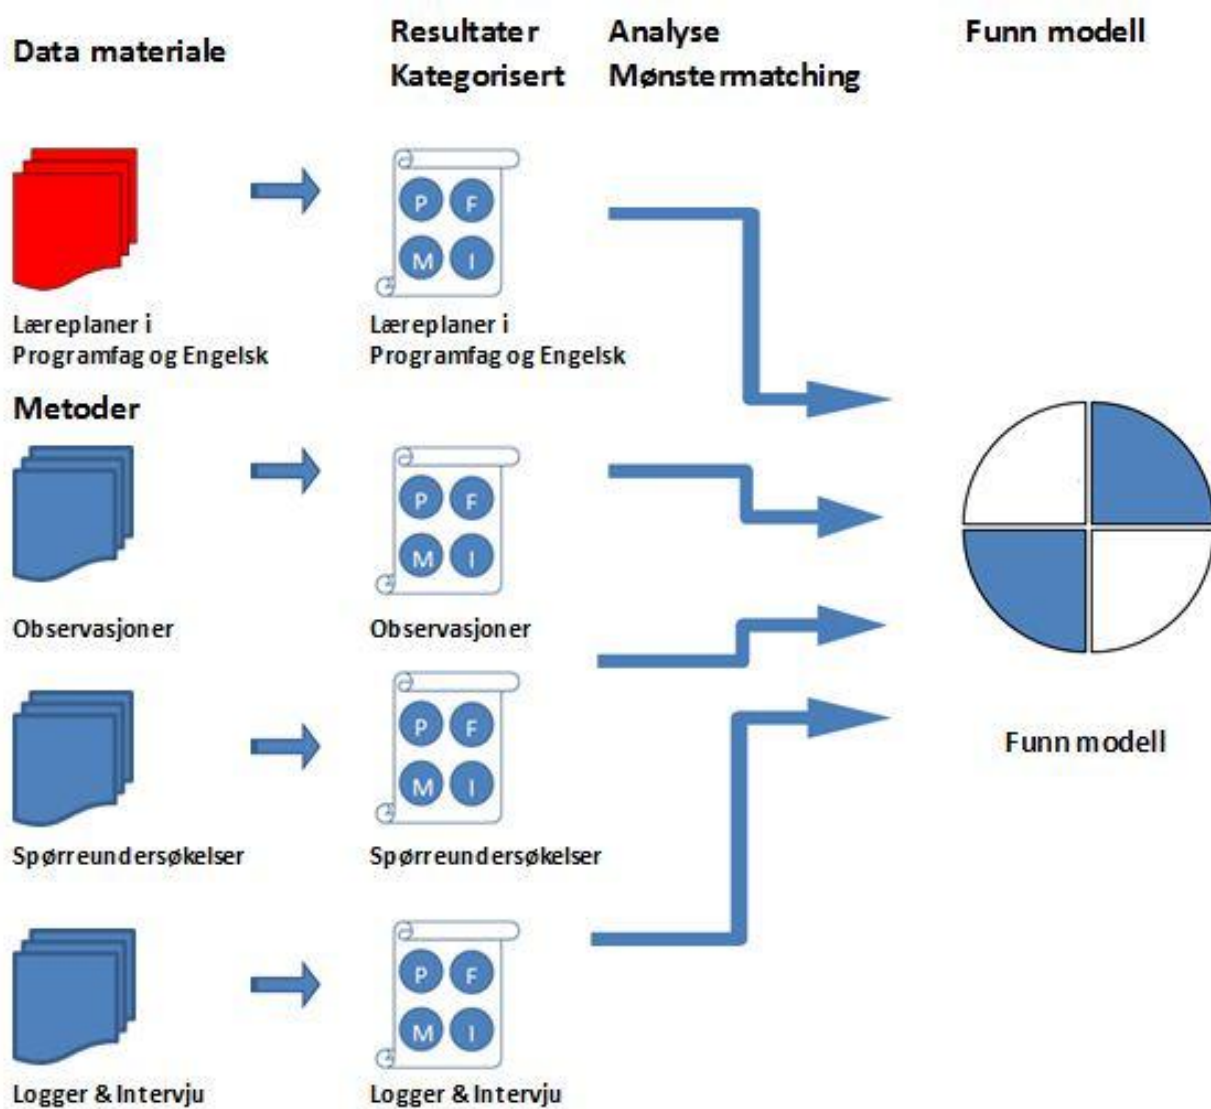 Data materiale
Resultater
Kategorisert
Analyse
Mønstermatching
Funn modell
P F
M I
Læreplaner i
Programfag og Engelsk
Læreplaner i
Programfag og Engelsk
Metoder
P F
M I
Observasjoner
Observasjoner
P F
M I
Funn modell
Spørreundersøkelser
Spørreundersøkelser
P F
M I
Logger & Intervju
Logger & Intervju